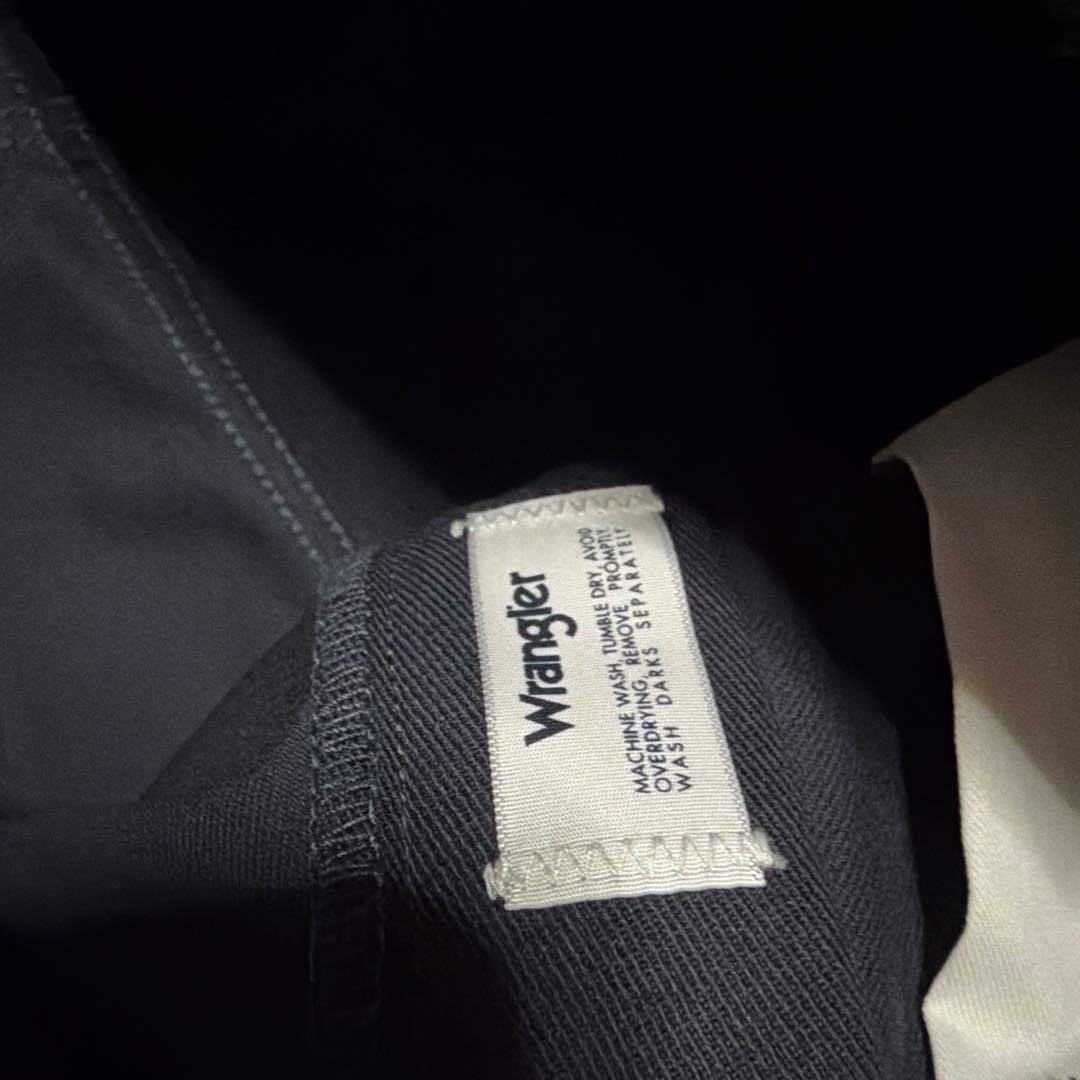 Wrangler
MACHINE WASH, TUMBLE DRY, AVOID
OVERDRYING, REMOVE PROMPTLY
WASH DARKS SEPARATELY